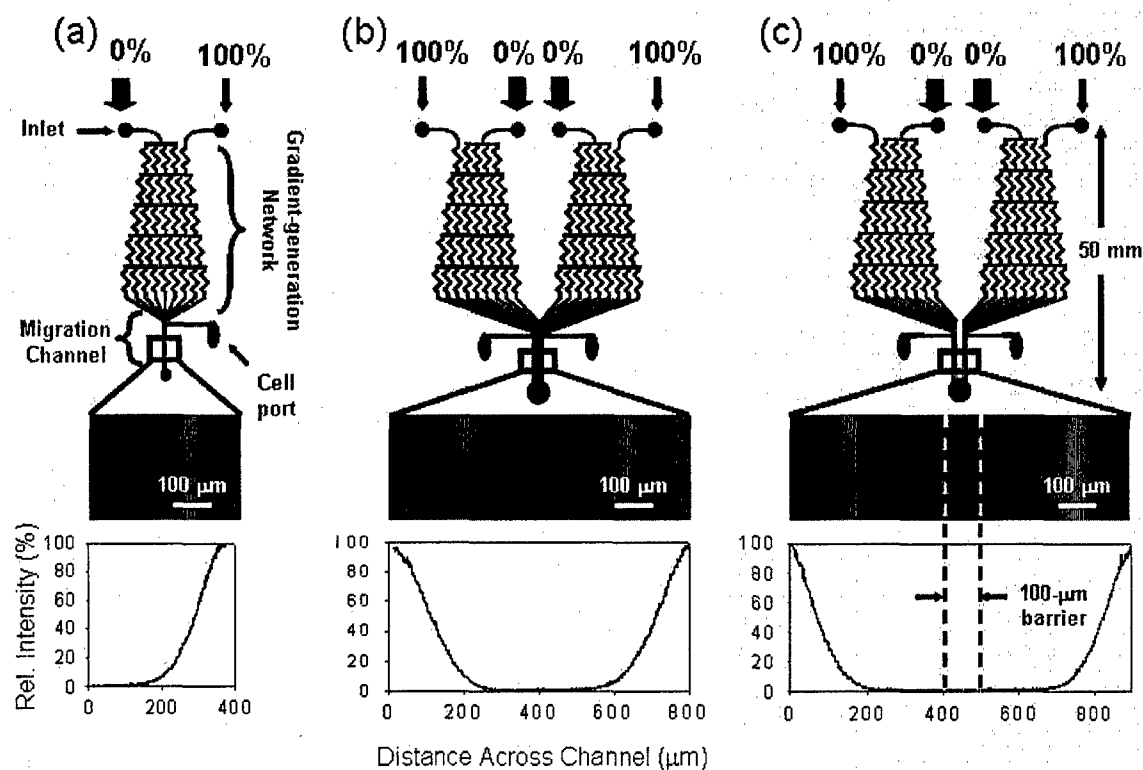 (a)
(b)
(c)
0%
100%
100%
0%
0%
100%
100%
0%
0%
100%
Inlet
Gradient-generation
Network
Migration
Channel
Cell
port
50 mm
100 μm
100 μm
100 μm
Rel. Intensity (%)
100
80
60
40
20
0
0
200
400
100
80
60
40
20
0
0
200
400
600
800
100
80
60
40
20
0
0
200
400
600
800
100-μm
barrier
Distance Across Channel (μm)